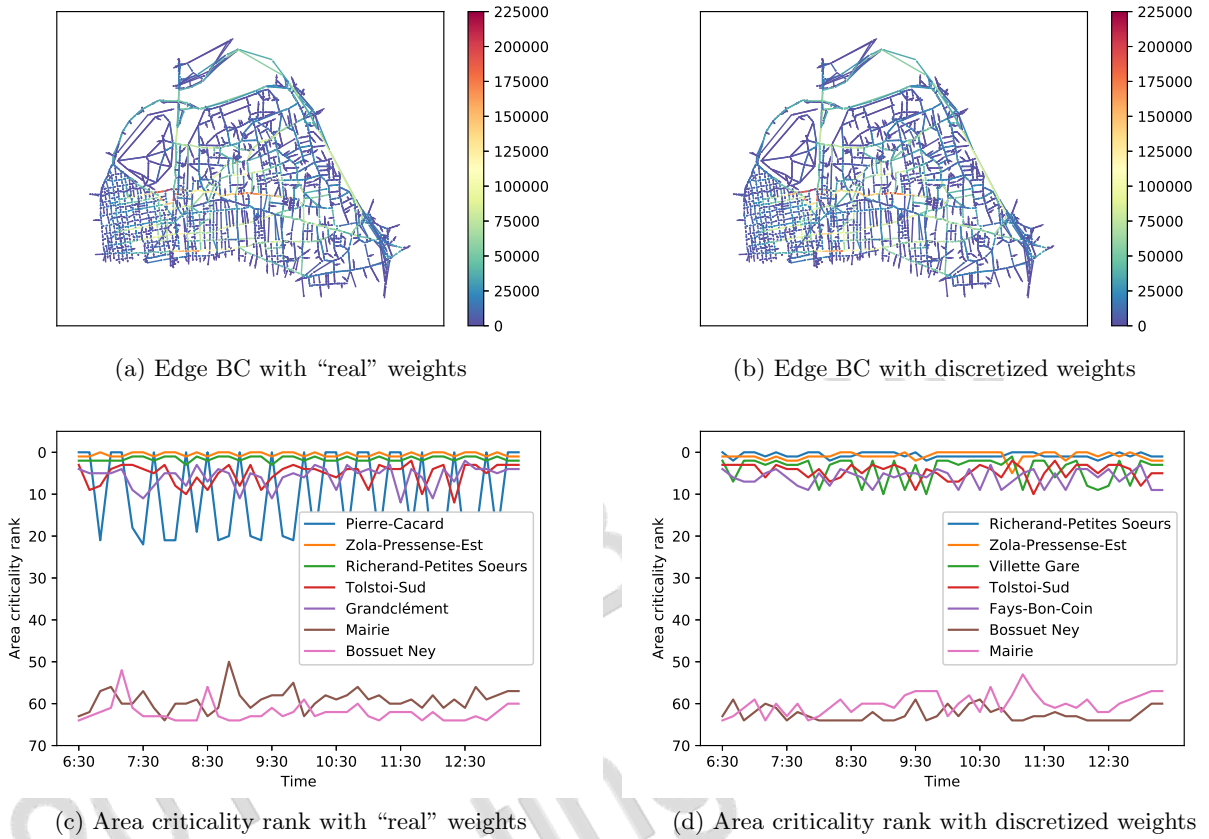 225000
200000
175000
150000
125000
100000
75000
50000
25000
0
(a) Edge BC with “real” weights
225000
200000
175000
150000
125000
100000
75000
50000
25000
0
(b) Edge BC with discretized weights
Area criticality rank
0
10
20
30
40
50
60
70
Pierre-Cacard
Zola-Pressense-Est
Richerand-Petites Soeurs
Tolstoi-Sud
Grandclément
Mairie
Bossuet Ney
6:30 7:30 8:30 9:30 10:30 11:30 12:30
Time
(c) Area criticality rank with “real” weights
Area criticality rank
0
10
20
30
40
50
60
70
Richerand-Petites Soeurs
Zola-Pressense-Est
Villette Gare
Tolstoi-Sud
Fays-Bon-Coin
Bossuet Ney
Mairie
6:30 7:30 8:30 9:30 10:30 11:30 12:30
Time
(d) Area criticality rank with discretized weights